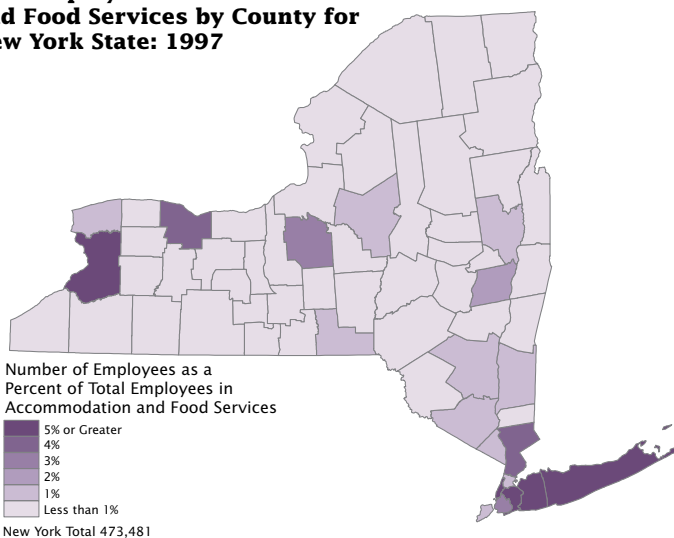 d Food Services by County for
ew York State: 1997
Number of Employees as a
Percent of Total Employees in
Accommodation and Food Services
5% or Greater
4%
3%
2%
1%
Less than 1%
New York Total 473,481